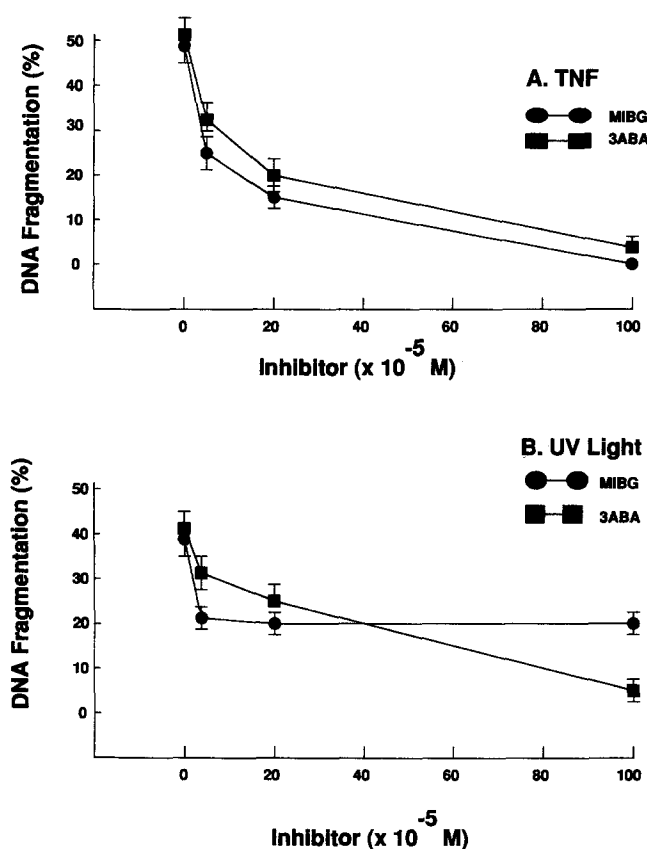 50
A. TNF
40
MIBG
3ABA
30
20
10
0
DNA Fragmentation (%)
0 20 40 60 80 100
Inhibitor (x 10-5 M)
B. UV Light
50
MIBG
40
3ABA
30
20
10
0
DNA Fragmentation (%)
0 20 40 60 80 100
Inhibitor (x 10-5 M)